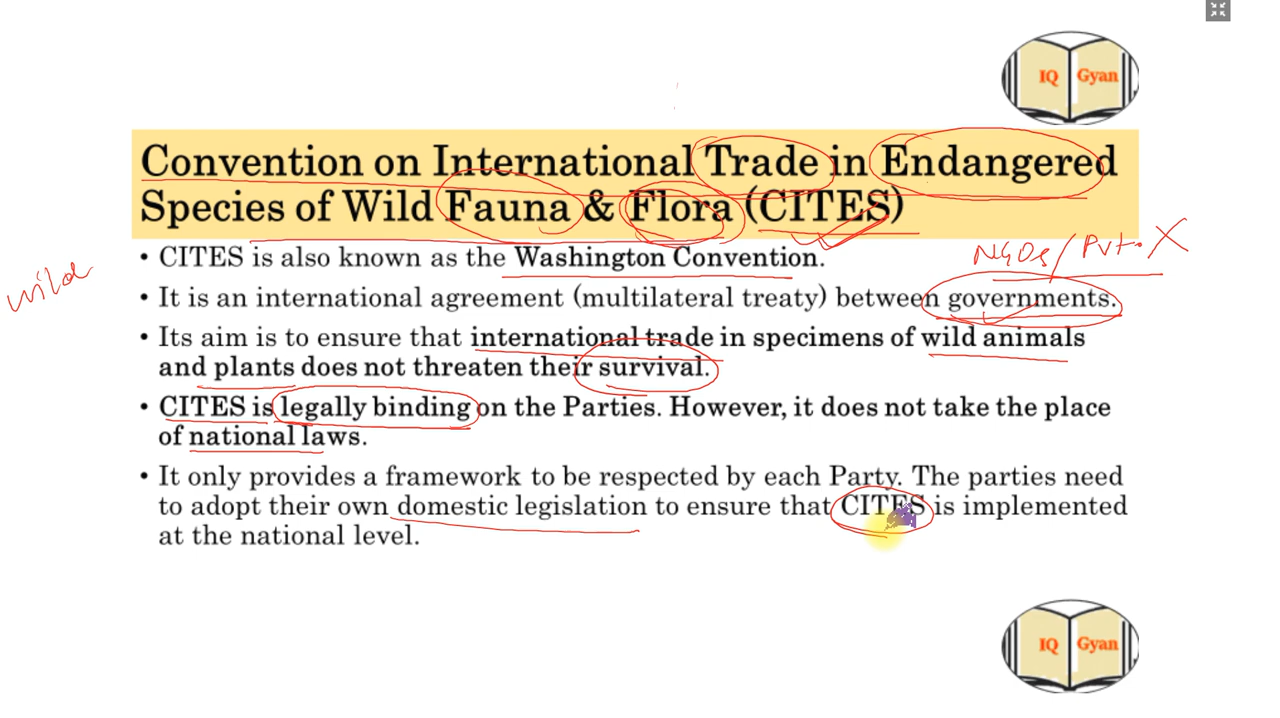 IQ Gyan
Convention on International Trade in Endangered
Species of Wild Fauna & Flora (CITES)
• CITES is also known as the Washington Convention.
NGOs / Pvt. X
wild
• It is an international agreement (multilateral treaty) between governments.
• Its aim is to ensure that international trade in specimens of wild animals
and plants does not threaten their survival.
• CITES is legally binding on the Parties. However, it does not take the place
of national laws.
• It only provides a framework to be respected by each Party. The parties need
to adopt their own domestic legislation to ensure that CITES is implemented
at the national level.
IQ Gyan